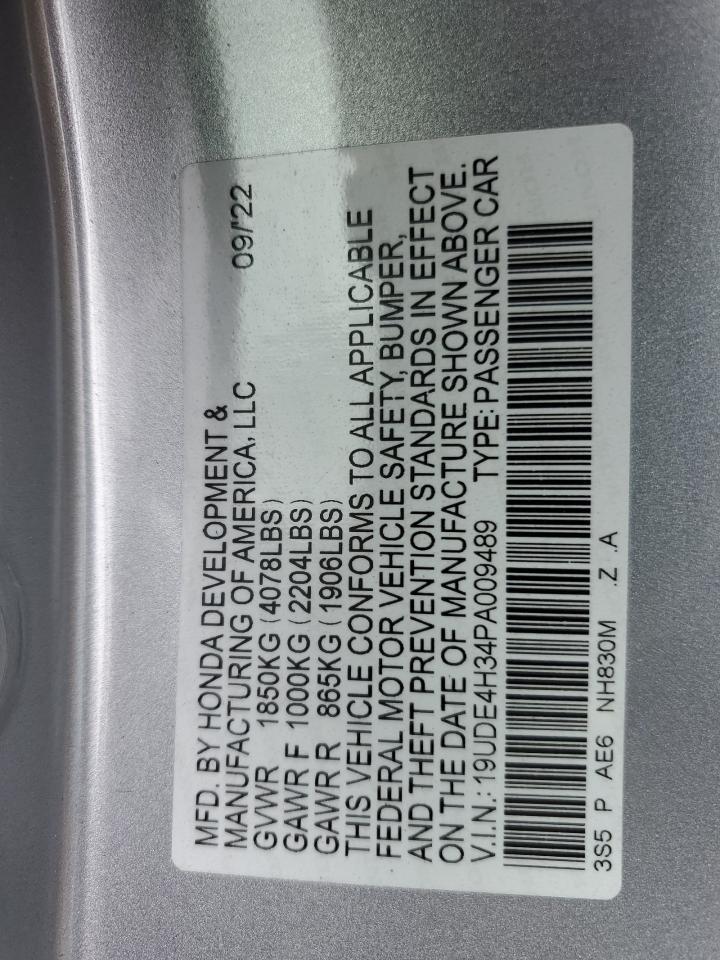 MFD. BY HONDA DEVELOPMENT &
MANUFACTURING OF AMERICA, LLC 09/'22
GVWR 1850KG (4078LBS)
GAWR F 1000KG (2204LBS)
GAWR R 865KG (1906LBS)
THIS VEHICLE CONFORMS TO ALL APPLICABLE
FEDERAL MOTOR VEHICLE SAFETY, BUMPER,
AND THEFT PREVENTION STANDARDS IN EFFECT
ON THE DATE OF MANUFACTURE SHOWN ABOVE.
V.I.N.: 19UDE4H34PA009489 TYPE: PASSENGER CAR
3S5 P AE6 NH830M .Z .A